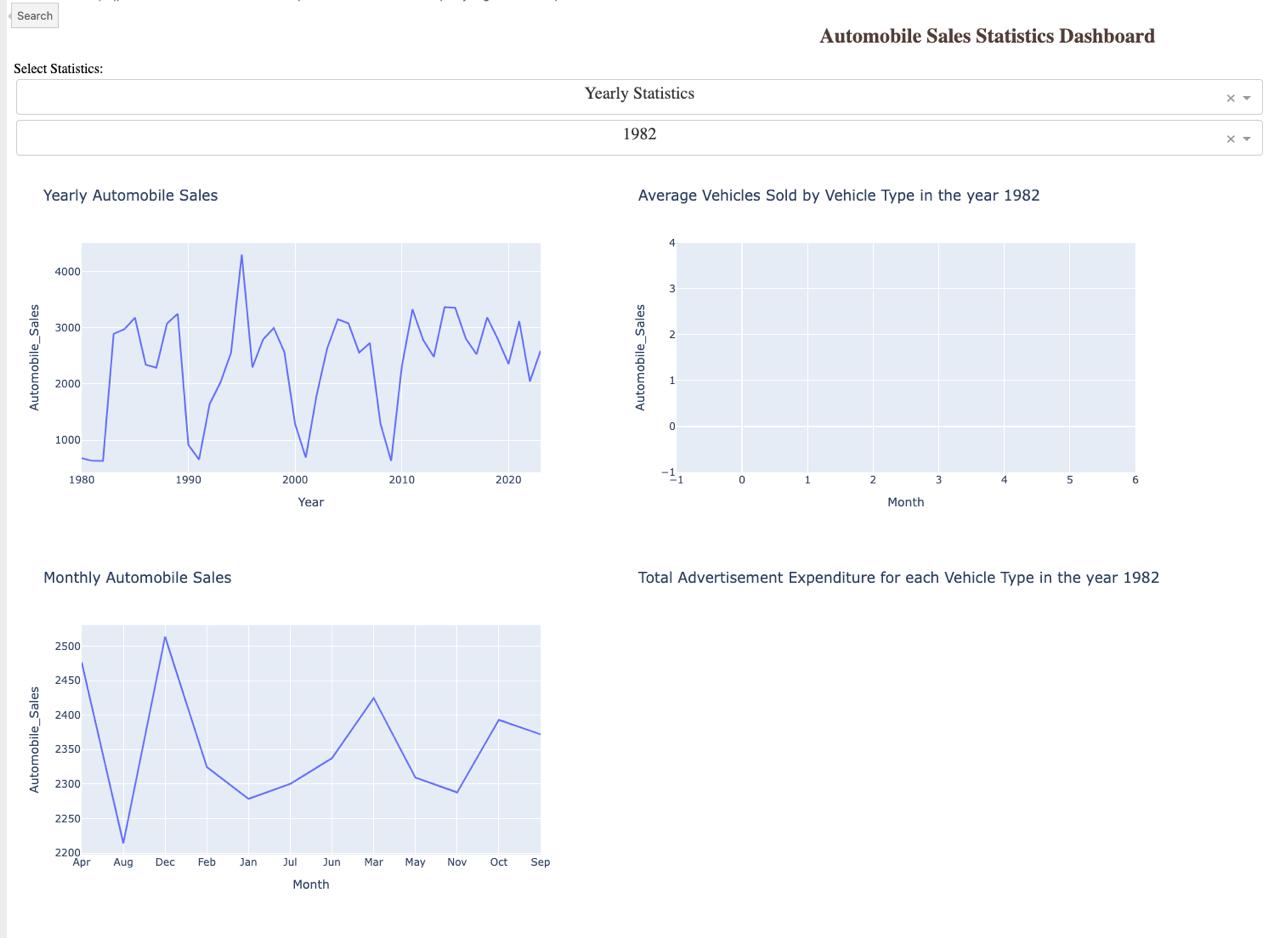 Search
Automobile Sales Statistics Dashboard
Select Statistics:
Yearly Statistics
1982
Yearly Automobile Sales
Automobile_Sales
4000
3000
2000
1000
1980 1990 2000 2010 2020
Year
Average Vehicles Sold by Vehicle Type in the year 1982
Automobile_Sales
4
3
2
1
0
−1
−1 0 1 2 3 4 5 6
Month
Monthly Automobile Sales
Automobile_Sales
2500
2450
2400
2350
2300
2250
2200
Apr Aug Dec Feb Jan Jul Jun Mar May Nov Oct Sep
Month
Total Advertisement Expenditure for each Vehicle Type in the year 1982